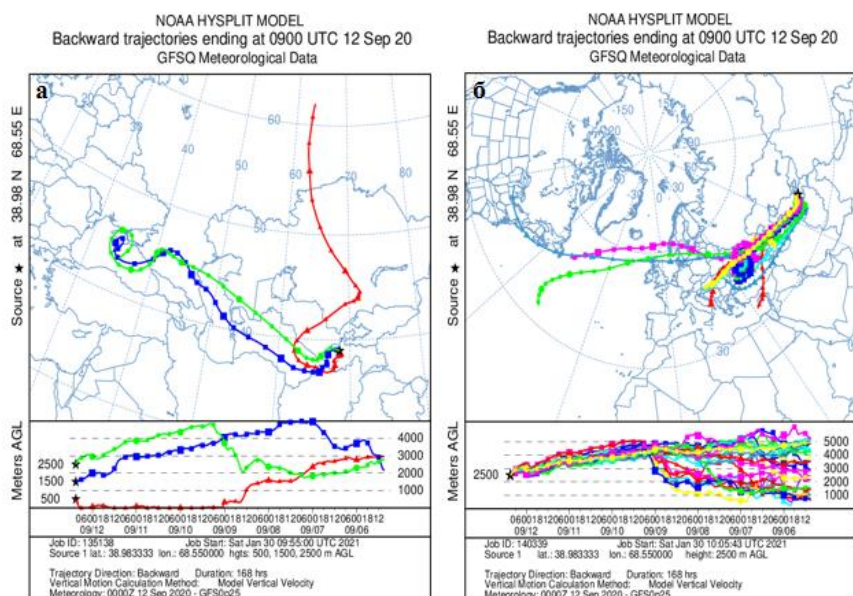 NOAA HYSPLIT MODEL
Backward trajectories ending at 0900 UTC 12 Sep 20
GFSQ Meteorological Data
а
Source ★ at 38.98 N 68.55 E
60
70
80
50
40
Meters AGL
2500
1500
500
4000
3000
2000
1000
09/12 09/11 09/10 09/09 09/08 09/07 09/06
Job ID: 135138 Job Start: Sat Jan 30 09:55:00 UTC 2021
Source 1 lat.: 38.983333 lon.: 68.550000 hgts: 500, 1500, 2500 m AGL
Trajectory Direction: Backward Duration: 168 hrs
Vertical Motion Calculation Method: Model Vertical Velocity
Meteorology: 0000Z 12 Sep 2020 - GFS0p25
NOAA HYSPLIT MODEL
Backward trajectories ending at 0900 UTC 12 Sep 20
GFSQ Meteorological Data
б
Source ★ at 38.98 N 68.55 E
30
Meters AGL
2500
5000
4000
3000
2000
1000
09/12 09/11 09/10 09/09 09/08 09/07 09/06
Job ID: 140339 Job Start: Sat Jan 30 10:05:43 UTC 2021
Source 1 lat.: 38.983333 lon.: 68.550000 height: 2500 m AGL
Trajectory Direction: Backward Duration: 168 hrs
Vertical Motion Calculation Method: Model Vertical Velocity
Meteorology: 0000Z 12 Sep 2020 - GFS0p25